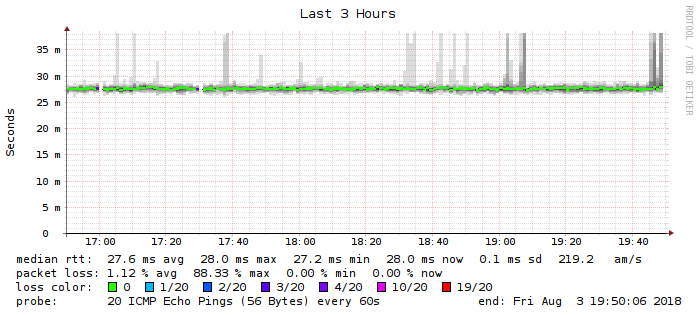 Last 3 Hours
RRDTOOL / TOBI OETIKER
Seconds
35 m
30 m
25 m
20 m
15 m
10 m
5 m
0
17:00 17:20 17:40 18:00 18:20 18:40 19:00 19:20 19:40
median rtt: 27.6 ms avg 28.0 ms max 27.2 ms min 28.0 ms now 0.1 ms sd 219.2 am/s
packet loss: 1.12 % avg 88.33 % max 0.00 % min 0.00 % now
loss color: 0 1/20 2/20 3/20 4/20 10/20 19/20
probe: 20 ICMP Echo Pings (56 Bytes) every 60s end: Fri Aug 3 19:50:06 2018